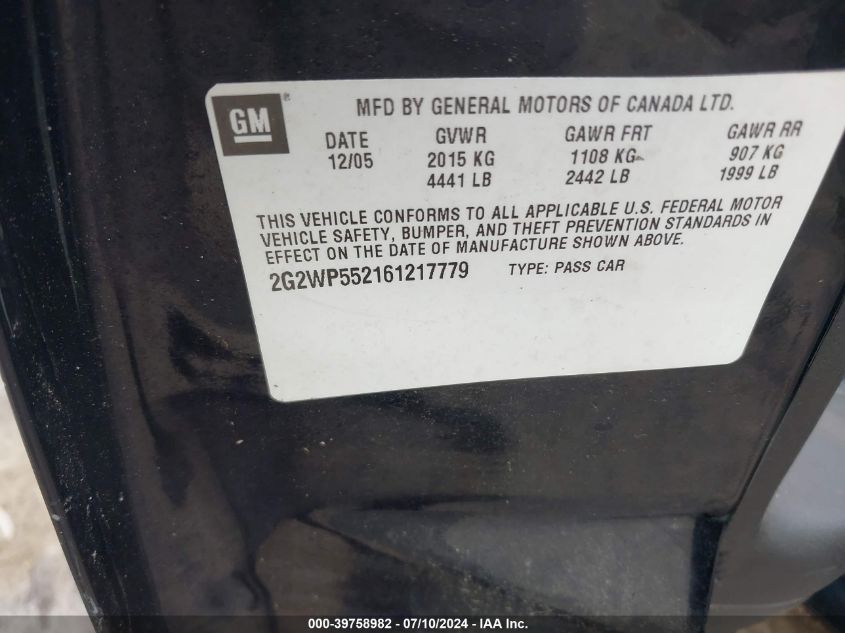 GM®
MFD BY GENERAL MOTORS OF CANADA LTD.
DATE GVWR GAWR FRT GAWR RR
12/05 2015 KG 1108 KG 907 KG
4441 LB 2442 LB 1999 LB
THIS VEHICLE CONFORMS TO ALL APPLICABLE U.S. FEDERAL MOTOR
VEHICLE SAFETY, BUMPER, AND THEFT PREVENTION STANDARDS IN
EFFECT ON THE DATE OF MANUFACTURE SHOWN ABOVE.
2G2WP552161217779 TYPE: PASS CAR
000-39758982 - 07/10/2024 - IAA Inc.